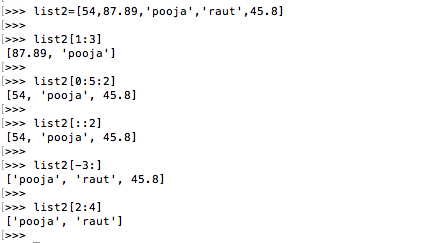 >>> list2=[54,87.89,'pooja','raut',45.8]
>>>
>>> list2[1:3]
[87.89, 'pooja']
>>>
>>> list2[0:5:2]
[54, 'pooja', 45.8]
>>>
>>> list2[::2]
[54, 'pooja', 45.8]
>>>
>>> list2[-3:]
['pooja', 'raut', 45.8]
>>>
>>> list2[2:4]
['pooja', 'raut']
>>> _